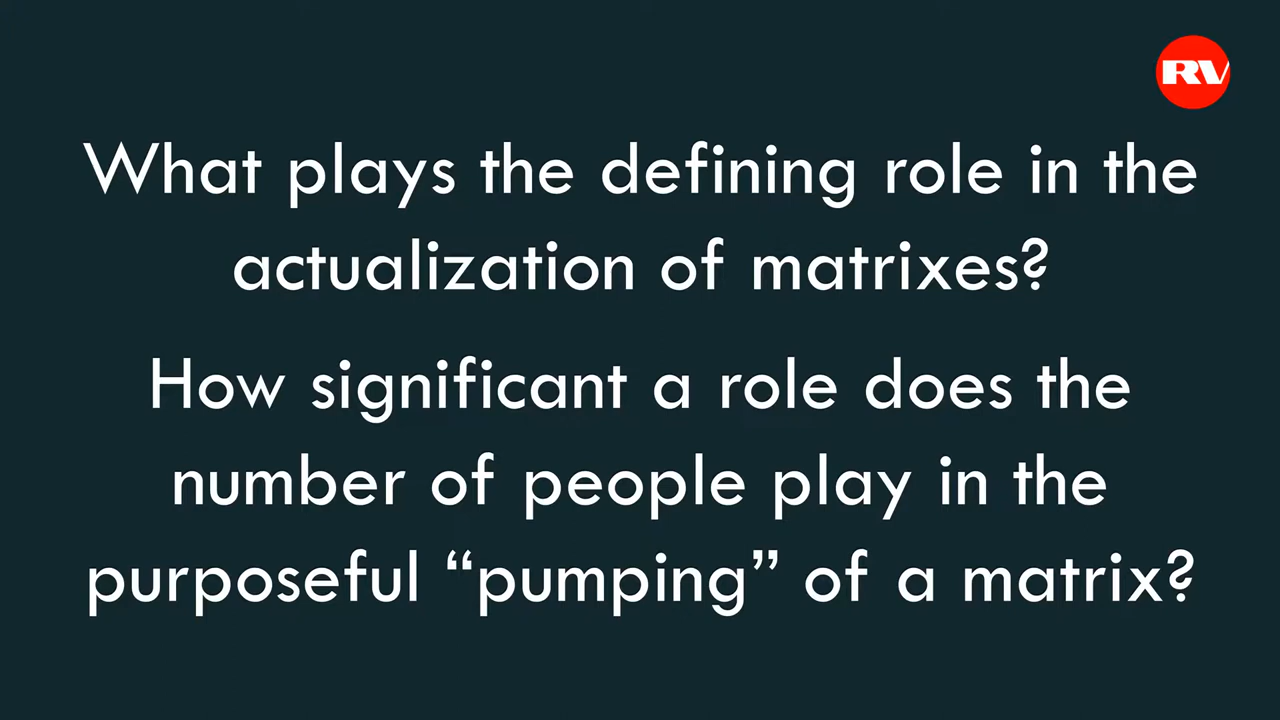 RV
What plays the defining role in the
actualization of matrixes?
How significant a role does the
number of people play in the
purposeful “pumping” of a matrix?